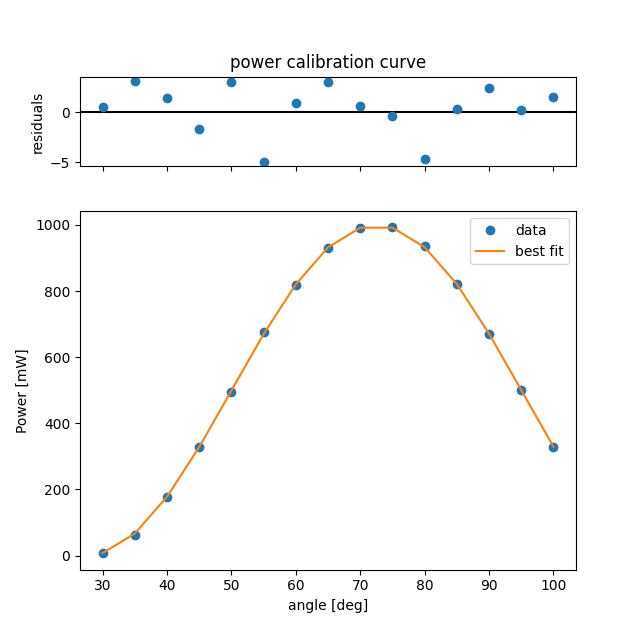 power calibration curve
residuals
0
−5
1000
800
600
400
200
0
Power [mW]
data
best fit
30 40 50 60 70 80 90 100
angle [deg]